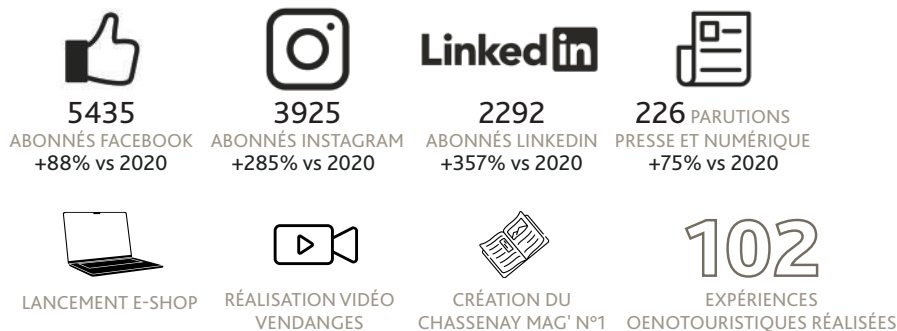 Linked in
5435
ABONNÉS FACEBOOK
+88% vs 2020
3925
ABONNÉS INSTAGRAM
+285% vs 2020
2292
ABONNÉS LINKEDIN
+357% vs 2020
226 PARUTIONS
PRESSE ET NUMÉRIQUE
+75% vs 2020
LANCEMENT E-SHOP
RÉALISATION VIDÉO
VENDANGES
CRÉATION DU
CHASSENAY MAG' N°1
102
EXPÉRIENCES
OENOTOURISTIQUES RÉALISÉES